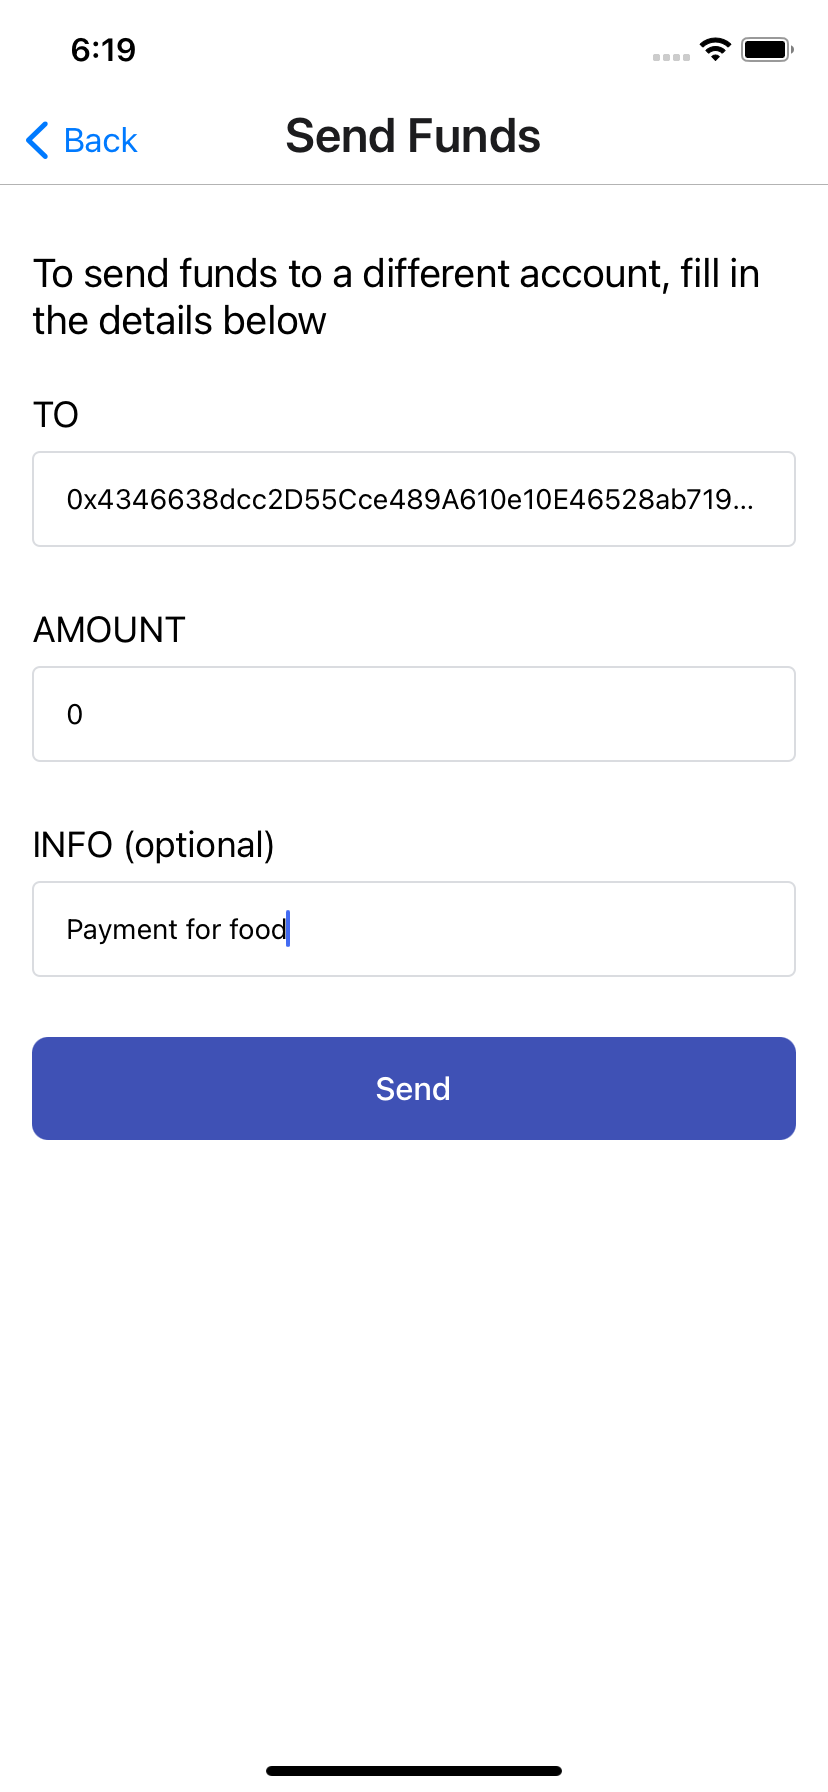 6:19
Back
Send Funds
To send funds to a different account, fill in
the details below
TO
0x4346638dcc2D55Cce489A610e10E46528ab719...
AMOUNT
0
INFO (optional)
Payment for food
Send